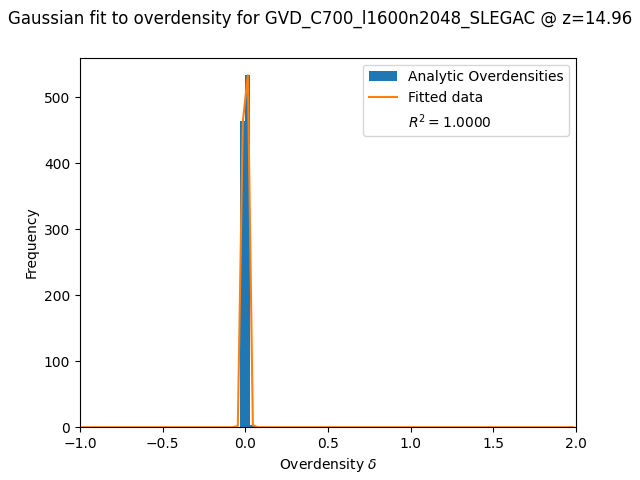 Gaussian fit to overdensity for GVD_C700_l1600n2048_SLEGAC @ z=14.96
Analytic Overdensities
Fitted data
R² = 1.0000
Frequency
500
400
300
200
100
0
−1.0 −0.5 0.0 0.5 1.0 1.5 2.0
Overdensity δ